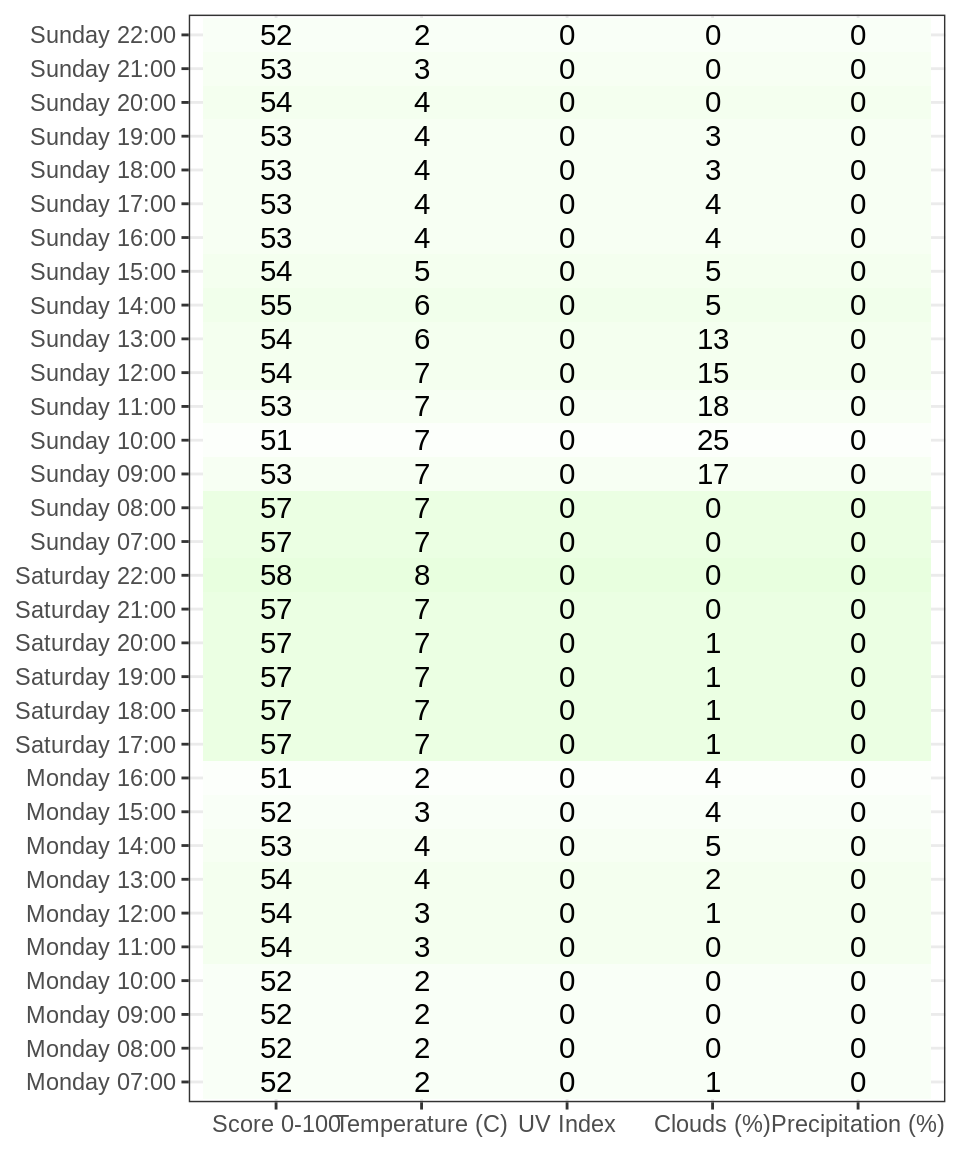 Sunday 22:00 52 2 0 0 0
Sunday 21:00 53 3 0 0 0
Sunday 20:00 54 4 0 0 0
Sunday 19:00 53 4 0 3 0
Sunday 18:00 53 4 0 3 0
Sunday 17:00 53 4 0 4 0
Sunday 16:00 53 4 0 4 0
Sunday 15:00 54 5 0 5 0
Sunday 14:00 55 6 0 5 0
Sunday 13:00 54 6 0 13 0
Sunday 12:00 54 7 0 15 0
Sunday 11:00 53 7 0 18 0
Sunday 10:00 51 7 0 25 0
Sunday 09:00 53 7 0 17 0
Sunday 08:00 57 7 0 0 0
Sunday 07:00 57 7 0 0 0
Saturday 22:00 58 8 0 0 0
Saturday 21:00 57 7 0 0 0
Saturday 20:00 57 7 0 1 0
Saturday 19:00 57 7 0 1 0
Saturday 18:00 57 7 0 1 0
Saturday 17:00 57 7 0 1 0
Monday 16:00 51 2 0 4 0
Monday 15:00 52 3 0 4 0
Monday 14:00 53 4 0 5 0
Monday 13:00 54 4 0 2 0
Monday 12:00 54 3 0 1 0
Monday 11:00 54 3 0 0 0
Monday 10:00 52 2 0 0 0
Monday 09:00 52 2 0 0 0
Monday 08:00 52 2 0 0 0
Monday 07:00 52 2 0 1 0
Score 0-100 Temperature (C) UV Index Clouds (%) Precipitation (%)